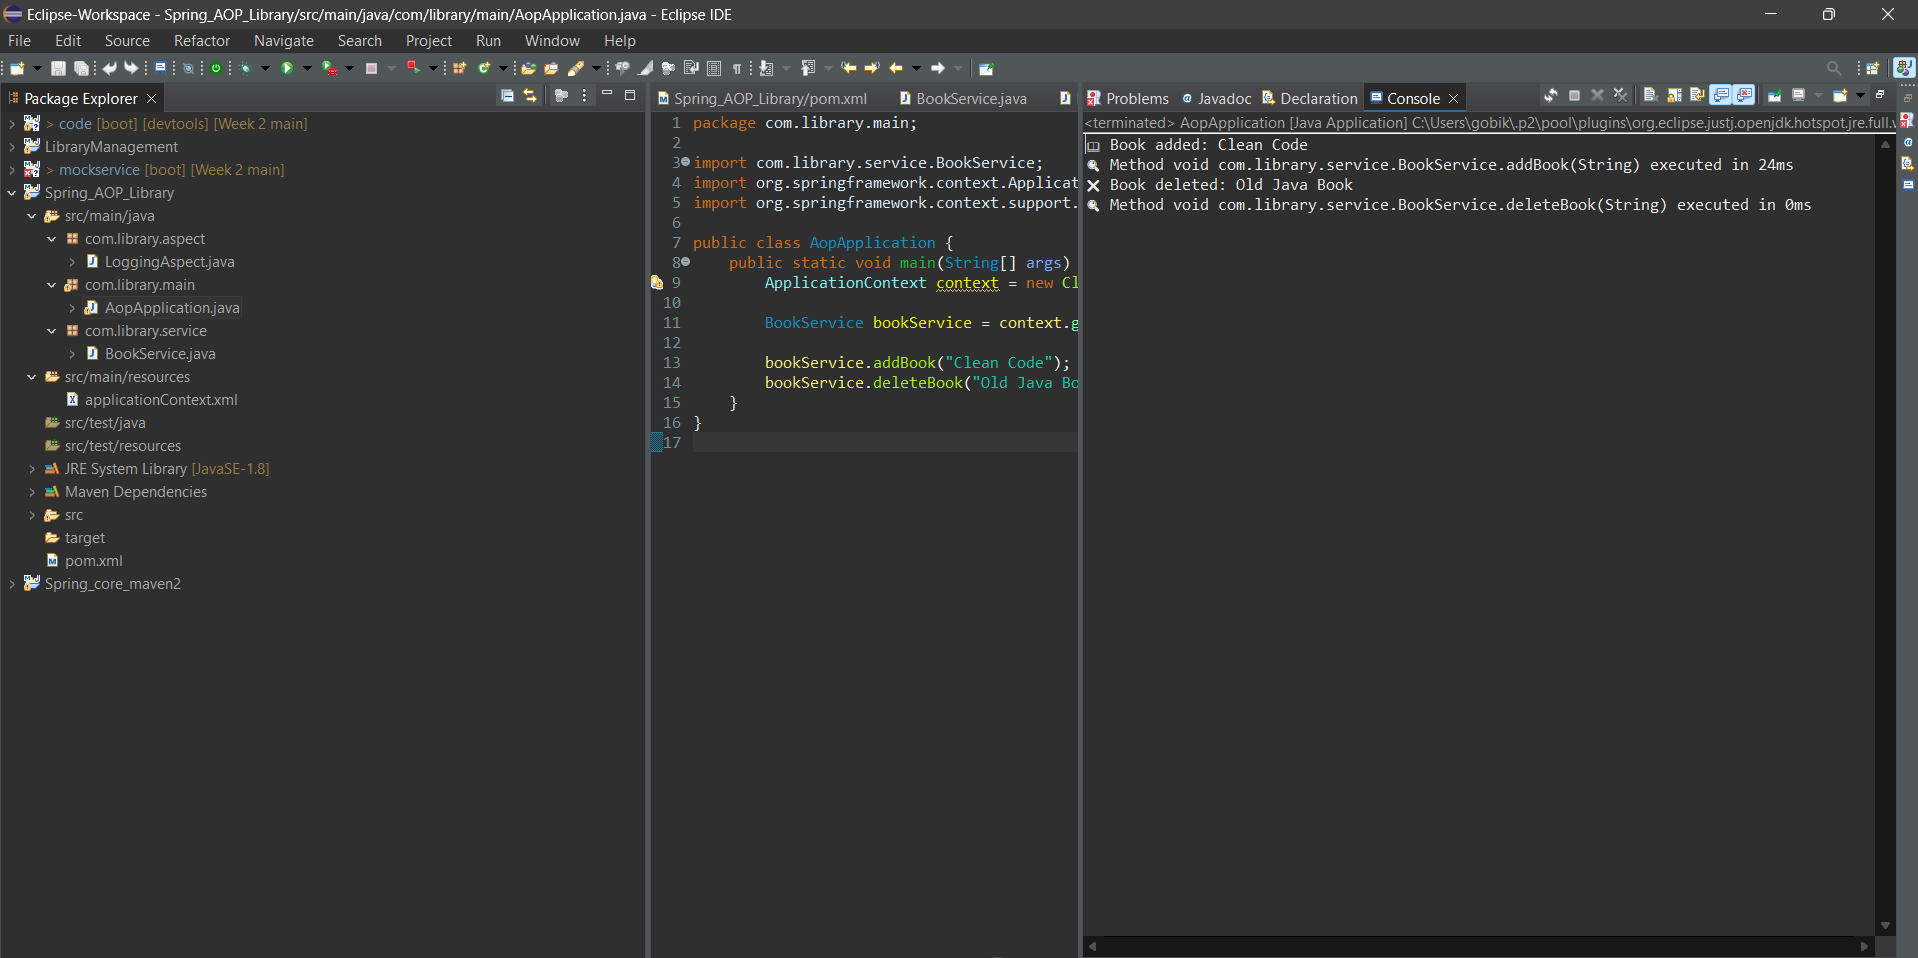 Eclipse-Workspace - Spring_AOP_Library/src/main/java/com/library/main/AopApplication.java - Eclipse IDE
File Edit Source Refactor Navigate Search Project Run Window Help
Package Explorer
> code [boot] [devtools] [Week 2 main]
LibraryManagement
> mockservice [boot] [Week 2 main]
Spring_AOP_Library
src/main/java
com.library.aspect
LoggingAspect.java
com.library.main
AopApplication.java
com.library.service
BookService.java
src/main/resources
applicationContext.xml
src/test/java
src/test/resources
JRE System Library [JavaSE-1.8]
Maven Dependencies
src
target
pom.xml
Spring_core_maven2
Spring_AOP_Library/pom.xml BookService.java
1 package com.library.main;
2
3 import com.library.service.BookService;
4 import org.springframework.context.Applicat
5 import org.springframework.context.support.
6
7 public class AopApplication {
8 public static void main(String[] args)
9 ApplicationContext context = new Cl
10
11 BookService bookService = context.g
12
13 bookService.addBook("Clean Code");
14 bookService.deleteBook("Old Java Bo
15 }
16 }
17
Problems Javadoc Declaration Console
<terminated> AopApplication [Java Application] C:\Users\gobik\.p2\pool\plugins\org.eclipse.justj.openjdk.hotspot.jre.full.v
Book added: Clean Code
Method void com.library.service.BookService.addBook(String) executed in 24ms
Book deleted: Old Java Book
Method void com.library.service.BookService.deleteBook(String) executed in 0ms